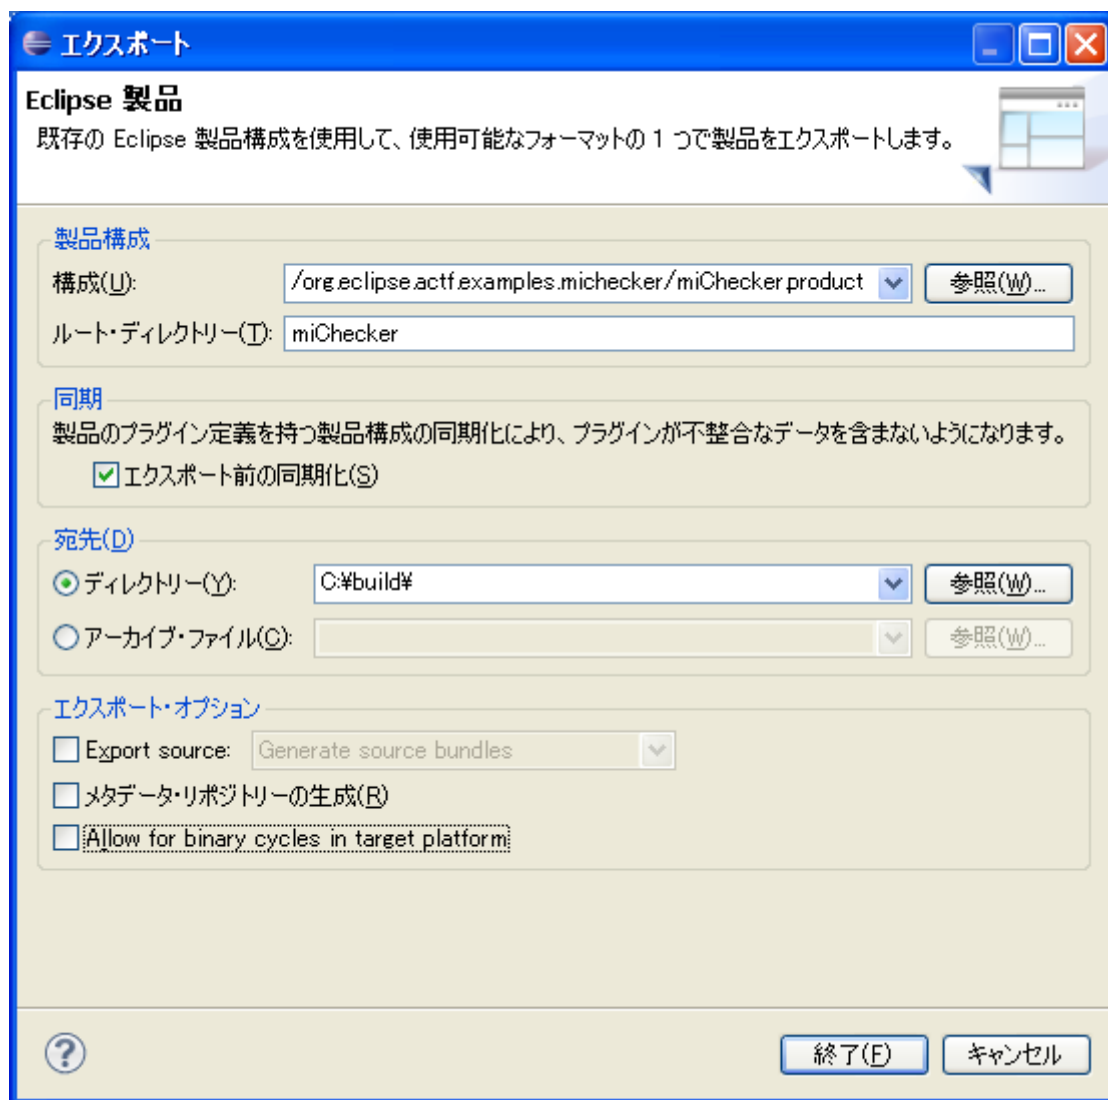 エクスポート
Eclipse 製品
既存の Eclipse 製品構成を使用して、使用可能なフォーマットの 1 つで製品をエクスポートします。
製品構成
構成(U): /org.eclipse.actf.examples.michecker/miChecker.product 参照(W)...
ルート・ディレクトリー(T): miChecker
同期
製品のプラグイン定義を持つ製品構成の同期化により、プラグインが不整合なデータを含まないようになります。
エクスポート前の同期化(S)
宛先(D)
ディレクトリー(Y): C:¥build¥ 参照(W)...
アーカイブ・ファイル(C): 参照(W)...
エクスポート・オプション
Export source: Generate source bundles
メタデータ・リポジトリーの生成(R)
Allow for binary cycles in target platform
?
終了(F) キャンセル